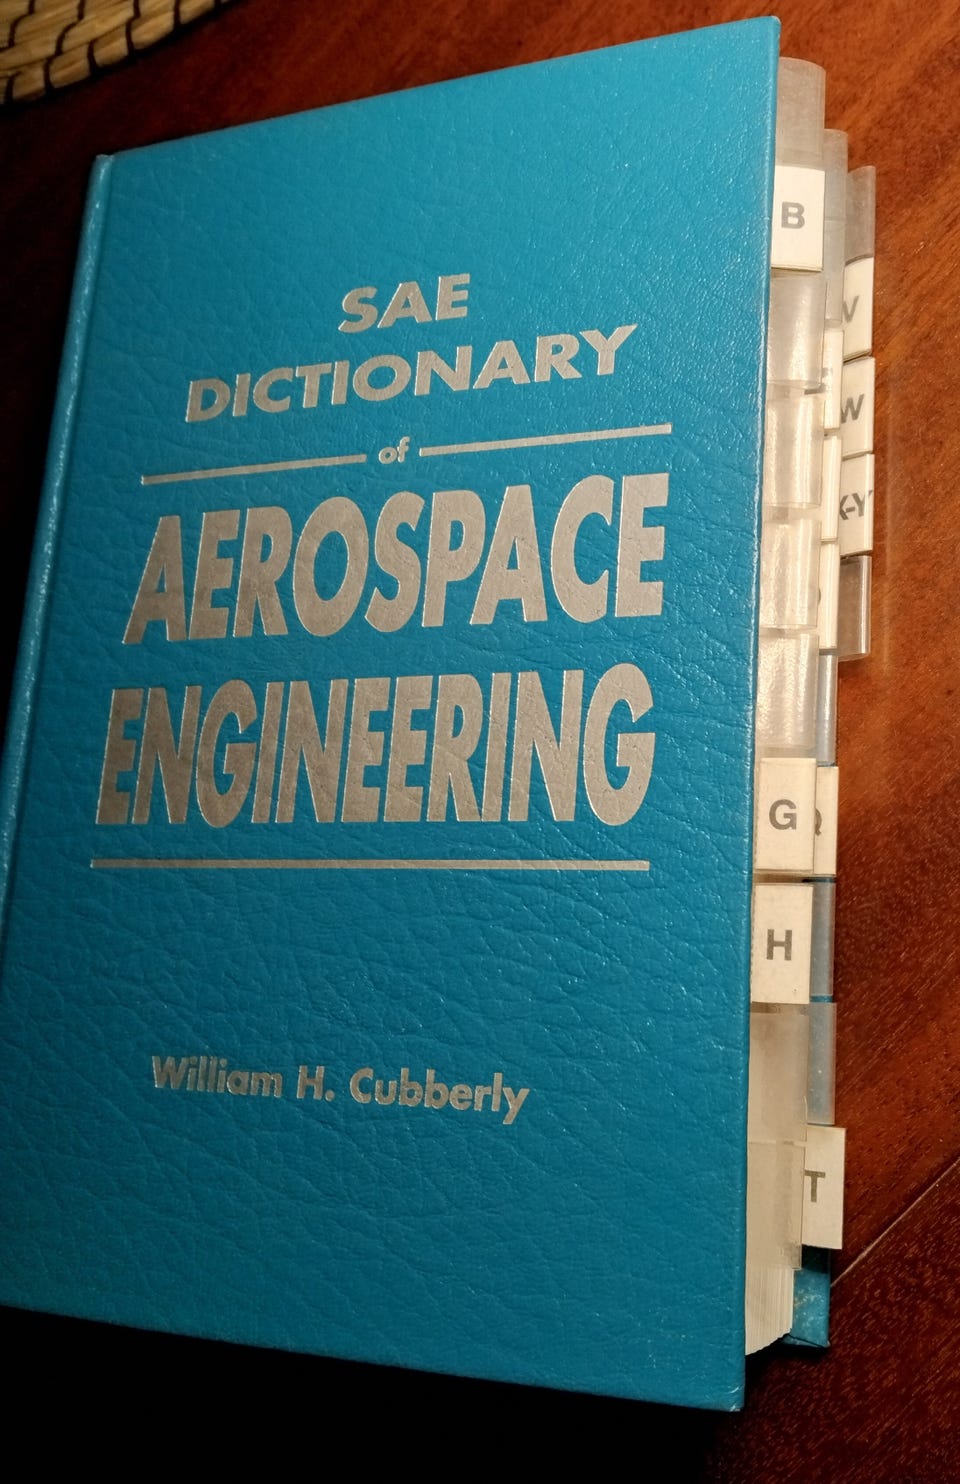 SAE
DICTIONARY
of
AEROSPACE
ENGINEERING
William H. Cubberly
B
V
W
X-Y
G
Q
H
T